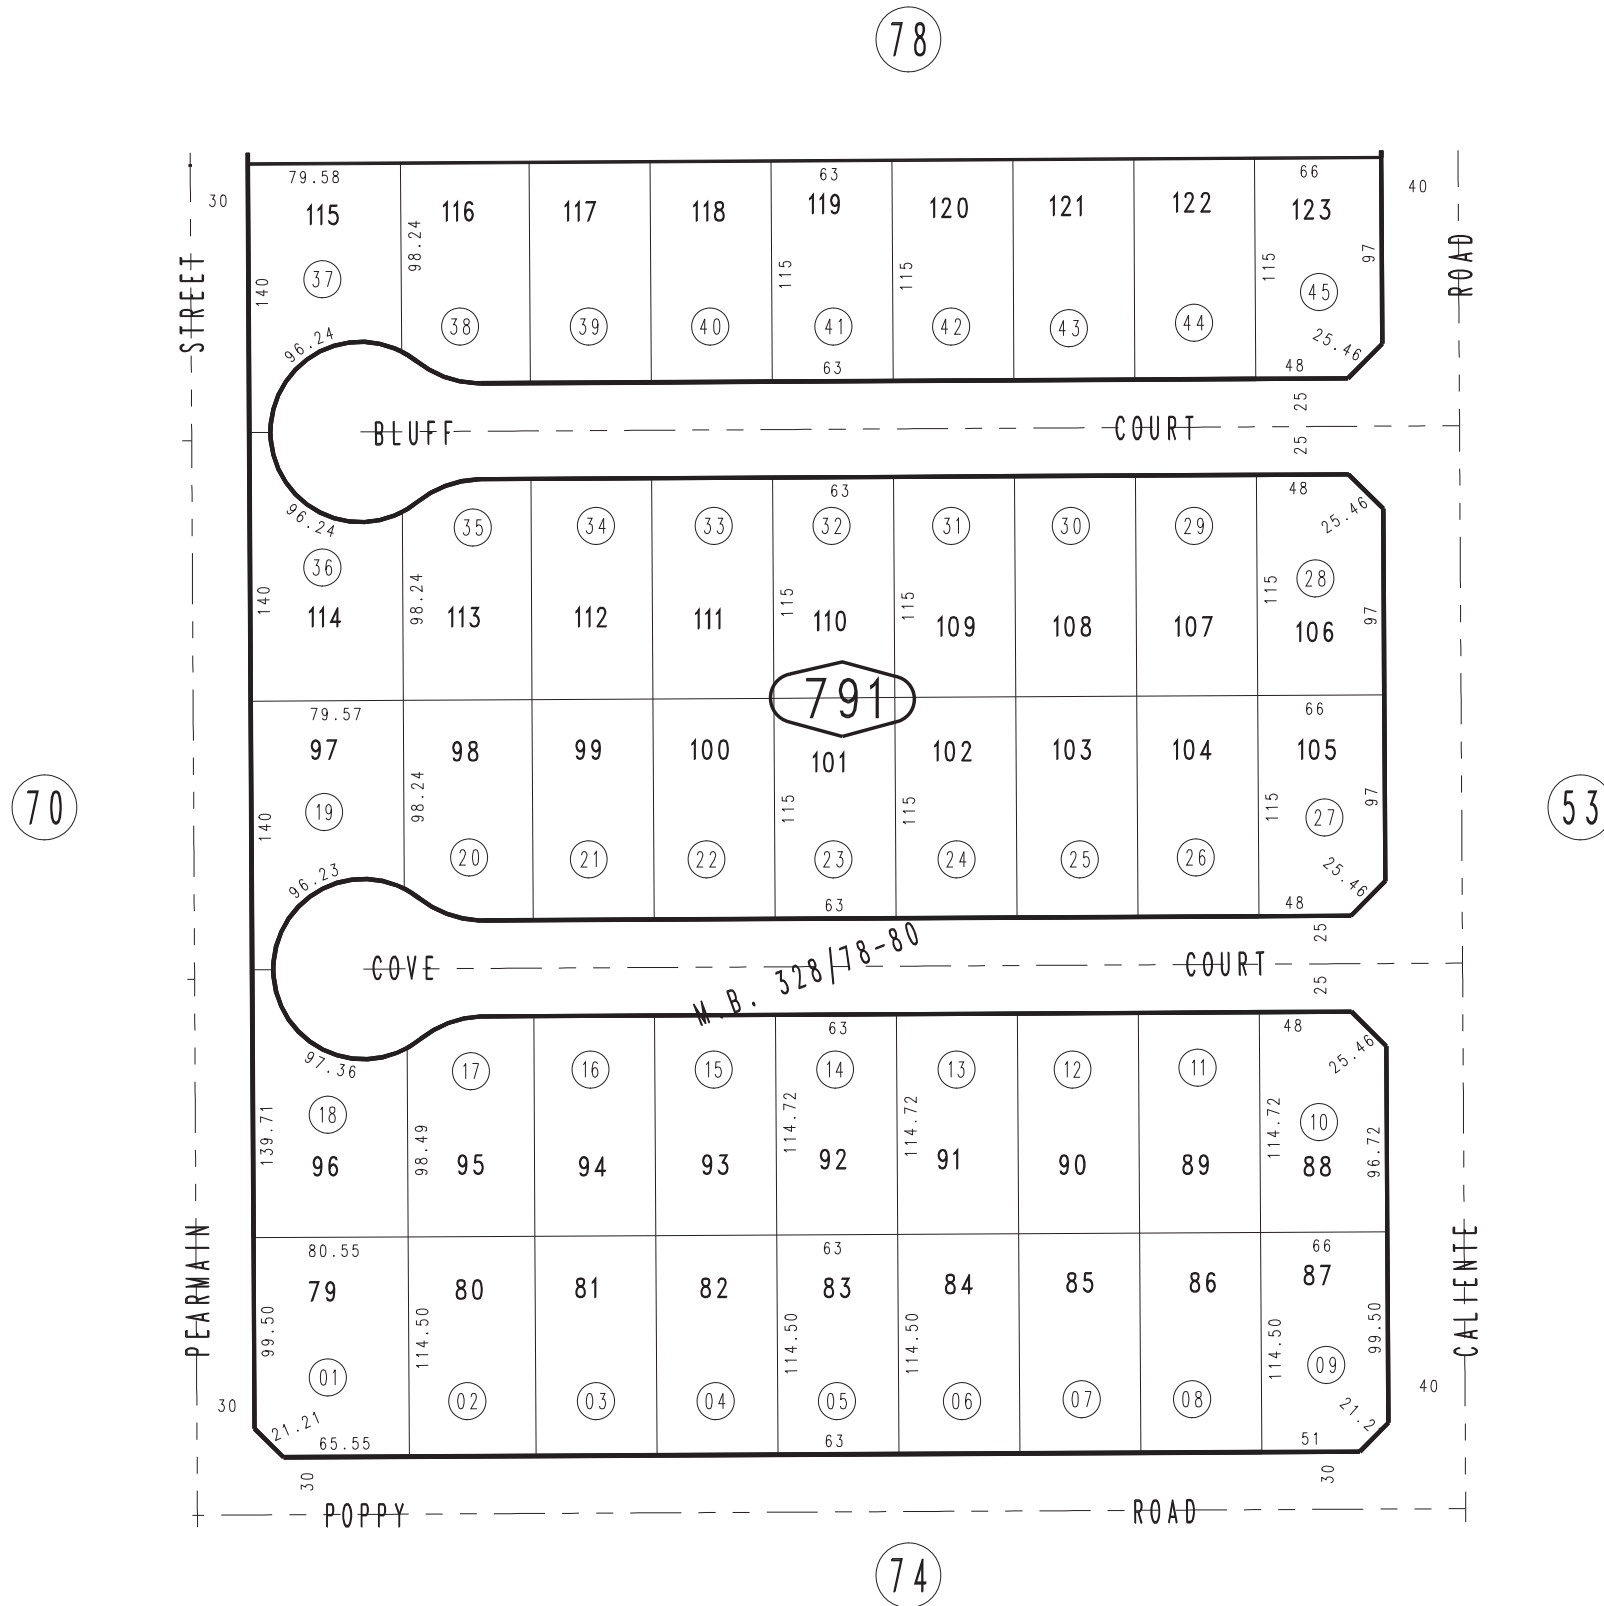 78
79.58 63 66
30 40
115 116 117 118 119 120 121 122 123
98.24 115 115 115 97
140
37 38 39 40 41 42 43 44 45
STREET ROAD
96.24 63 48 25.46
25
BLUFF COURT
25
96.24 63 48 25.46
36 35 34 33 32 31 30 29 28
140 98.24 115 115 115 97
114 113 112 111 110 109 108 107 106
791
79.57 66
97 98 99 100 101 102 103 104 105
70 53
140 98.24 115 115 115 97
19 20 21 22 23 24 25 26 27
96.23 63 48 25.46
25
M.B. 328/78-80
COVE COURT
25
97.36 63 48 25.46
18 17 16 15 14 13 12 11 10
139.71 98.49 114.72 114.72 114.72 96.72
96 95 94 93 92 91 90 89 88
PEARMAIN CALIENTE
80.55 63 66
79 80 81 82 83 84 85 86 87
99.50 114.50 114.50 114.50 114.50 99.50
01 02 03 04 05 06 07 08 09
30 40
21.21 65.55 63 51 21.2
30 30
POPPY ROAD
74